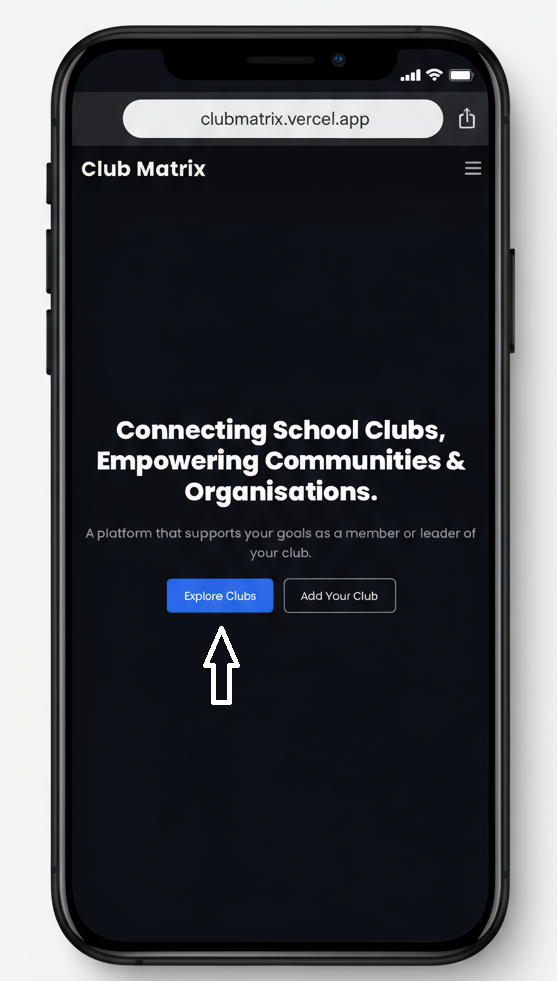 clubmatrix.vercel.app
Club Matrix
Connecting School Clubs,
Empowering Communities &
Organisations.
A platform that supports your goals as a member or leader of
your club.
Explore Clubs
Add Your Club